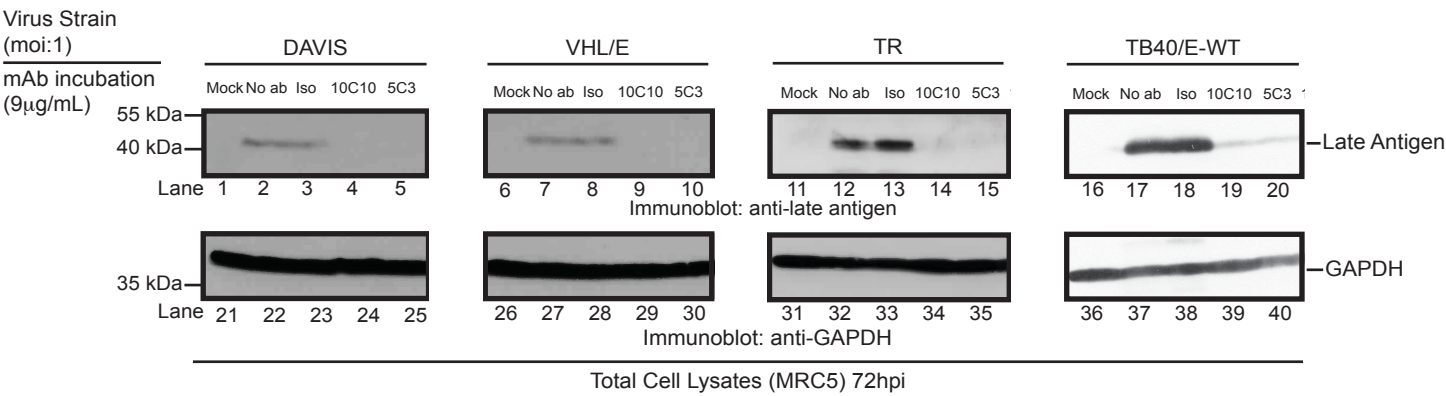 Virus Strain
(moi:1)
DAVIS VHL/E TR TB40/E-WT
mAb incubation
(9µg/mL)
Mock No ab Iso 10C10 5C3 Mock No ab Iso 10C10 5C3 Mock No ab Iso 10C10 5C3 Mock No ab Iso 10C10 5C3
55 kDa
40 kDa
Late Antigen
Lane 1 2 3 4 5 6 7 8 9 10 11 12 13 14 15 16 17 18 19 20
Immunoblot: anti-late antigen
35 kDa
GAPDH
Lane 21 22 23 24 25 26 27 28 29 30 31 32 33 34 35 36 37 38 39 40
Immunoblot: anti-GAPDH
Total Cell Lysates (MRC5) 72hpi